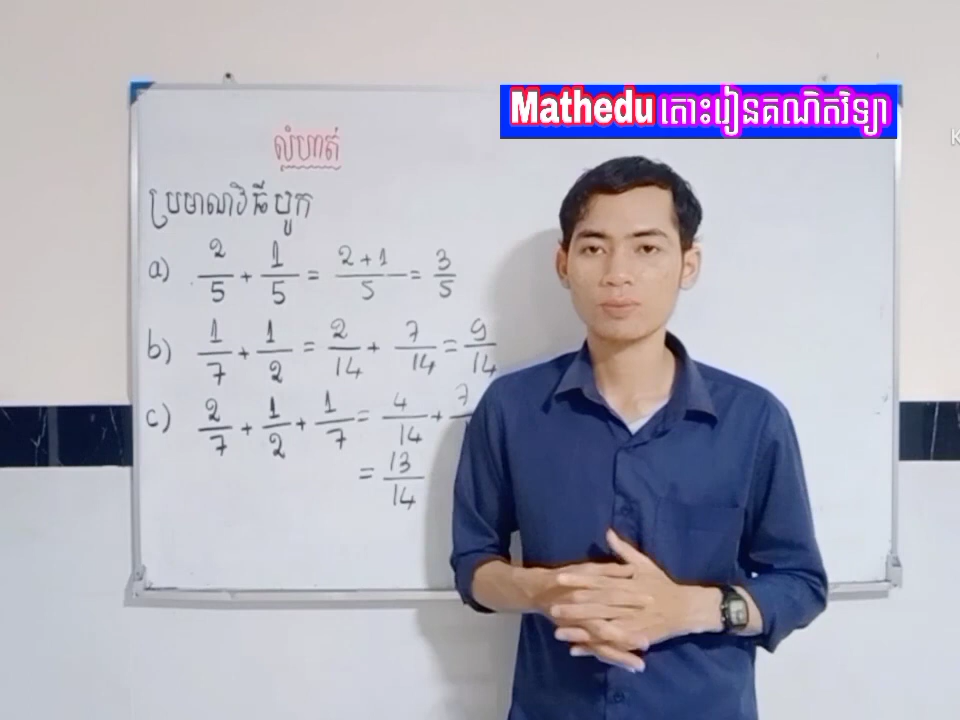 Mathedu តោះរៀនគណិតវិទ្យា
លំហាត់
ប្រមាណវិធីបូក
a) 2/5 + 1/5 = 2+1/5 = 3/5
b) 1/7 + 1/2 = 2/14 + 7/14 = 9/14
c) 2/7 + 1/2 + 1/7 = 4/14 + 7
= 13/14
K